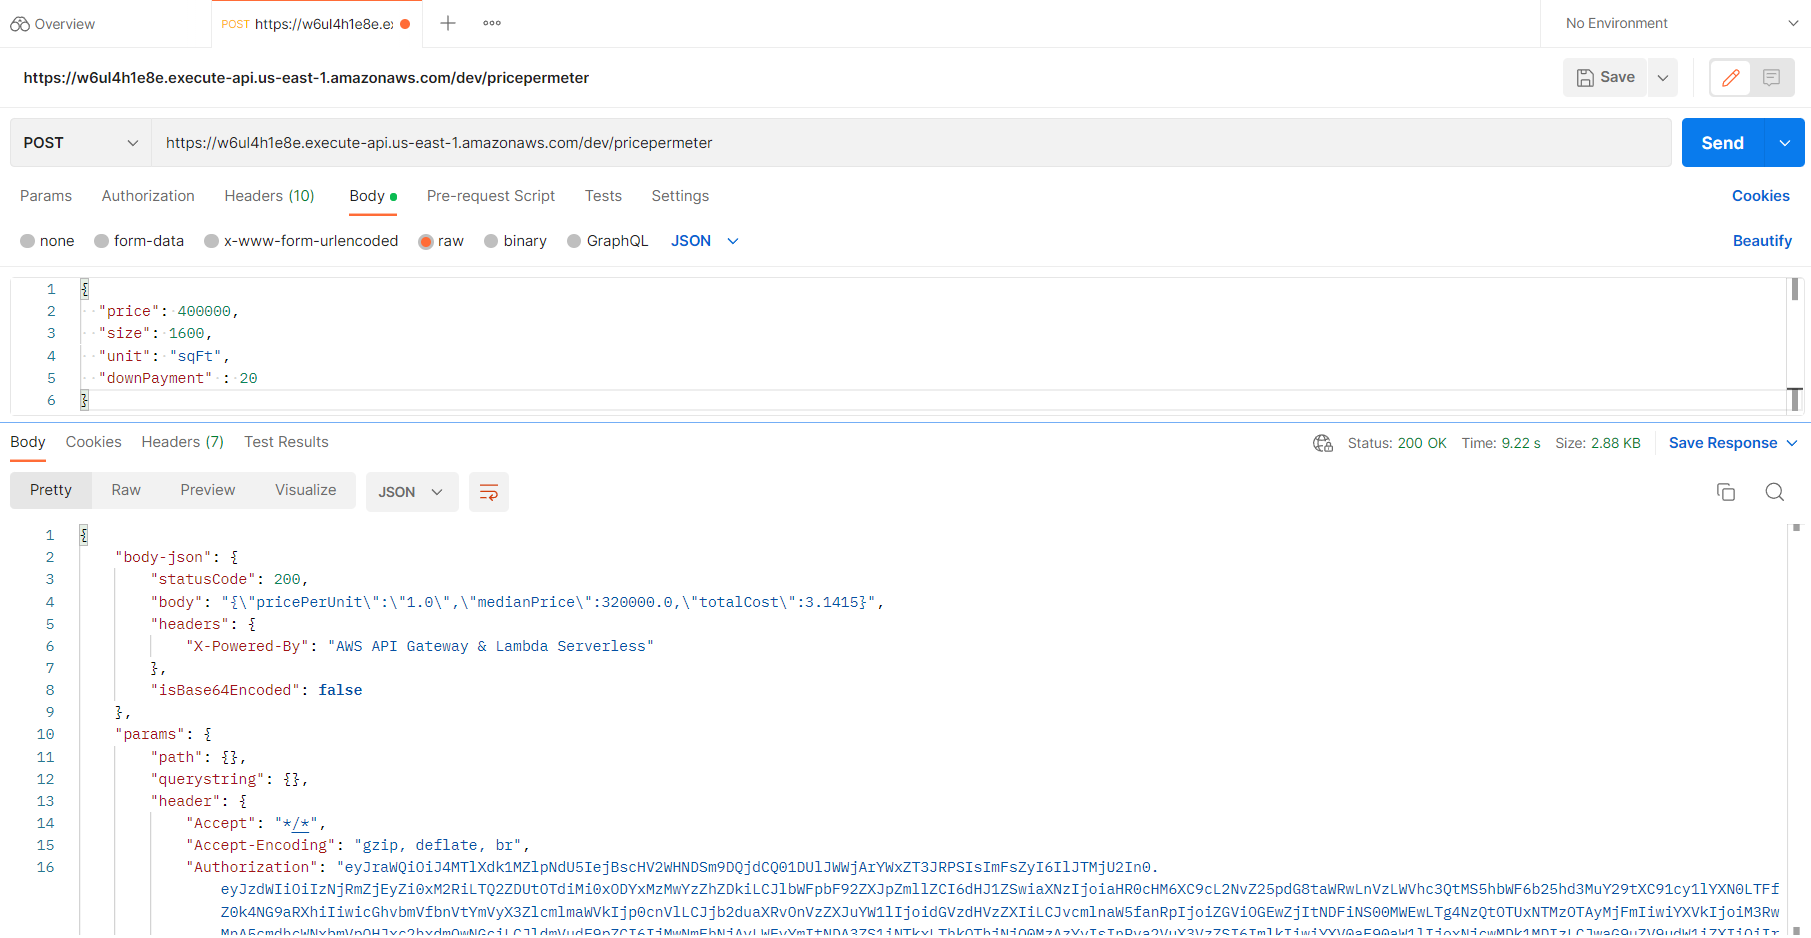 Overview
POST https://w6ul4h1e8e.e
No Environment
https://w6ul4h1e8e.execute-api.us-east-1.amazonaws.com/dev/pricepermeter
Save
POST https://w6ul4h1e8e.execute-api.us-east-1.amazonaws.com/dev/pricepermeter Send
Params Authorization Headers (10) Body Pre-request Script Tests Settings Cookies
none form-data x-www-form-urlencoded raw binary GraphQL JSON Beautify
1 {
2 "price": 400000,
3 "size": 1600,
4 "unit": "sqFt",
5 "downPayment" : 20
6 }
Body Cookies Headers (7) Test Results Status: 200 OK Time: 9.22 s Size: 2.88 KB Save Response
Pretty Raw Preview Visualize JSON
1 {
2 "body-json": {
3 "statusCode": 200,
4 "body": "{\"pricePerUnit\":\"1.0\",\"medianPrice\":320000.0,\"totalCost\":3.1415}",
5 "headers": {
6 "X-Powered-By": "AWS API Gateway & Lambda Serverless"
7 },
8 "isBase64Encoded": false
9 },
10 "params": {
11 "path": {},
12 "querystring": {},
13 "header": {
14 "Accept": "*/*",
15 "Accept-Encoding": "gzip, deflate, br",
16 "Authorization":